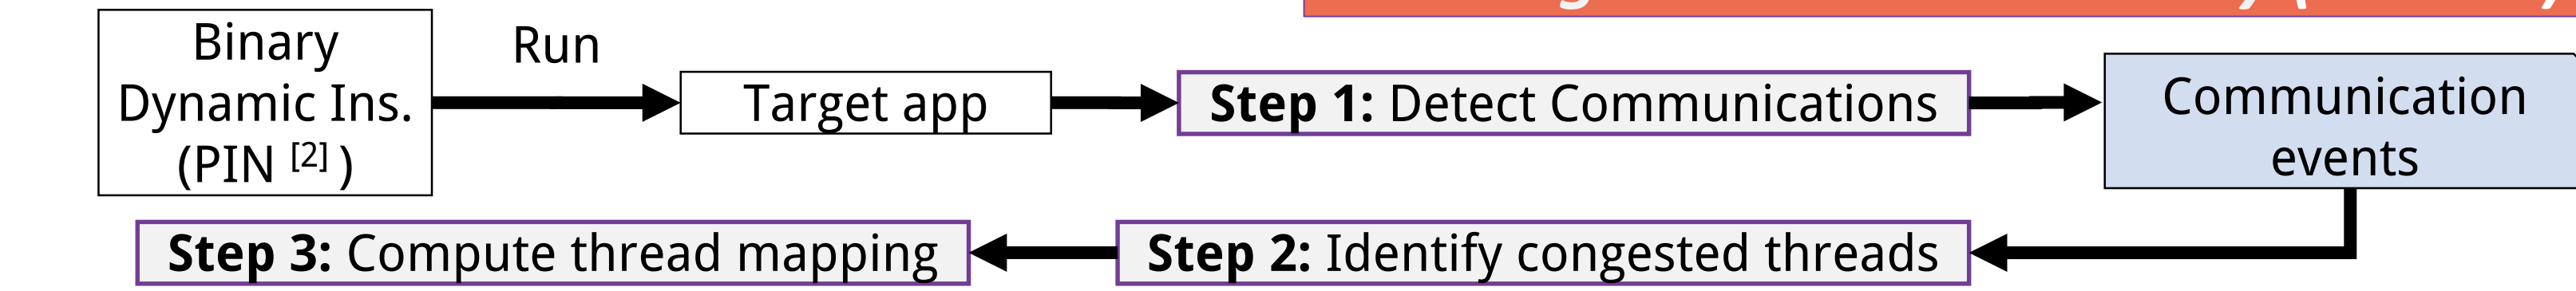 Binary
Dynamic Ins.
(PIN [2] )
Run
Target app
Step 1: Detect Communications
Communication
events
Step 2: Identify congested threads
Step 3: Compute thread mapping